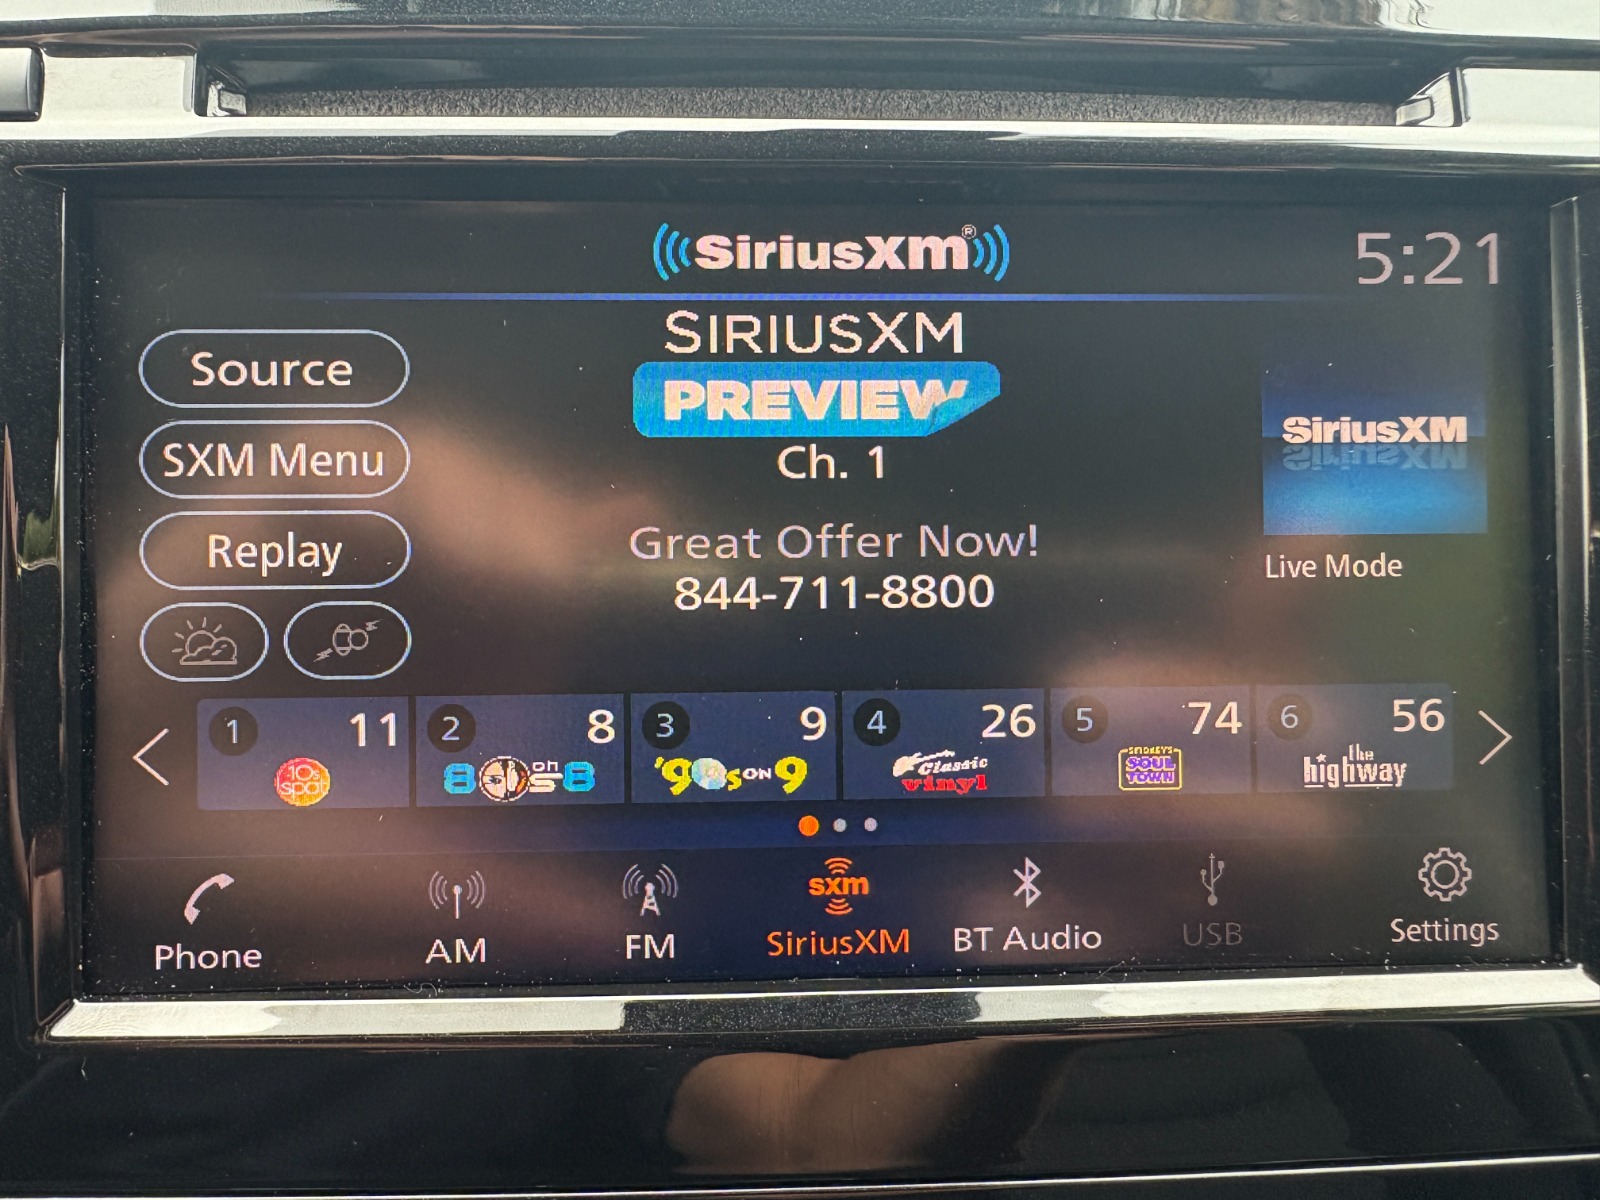 SiriusXM®
5:21
SIRIUSXM
PREVIEW
Ch. 1
Great Offer Now!
844-711-8800
Source
SXM Menu
Replay
SiriusXM
Live Mode
1 11
10s spot
2 8
80s ON 8
3 9
'90s ON 9
4 26
Classic vinyl
5 74
SMOKEY'S
SOUL
TOWN
6 56
the
highway
Phone
AM
FM
sxm
SiriusXM
BT Audio
USB
Settings